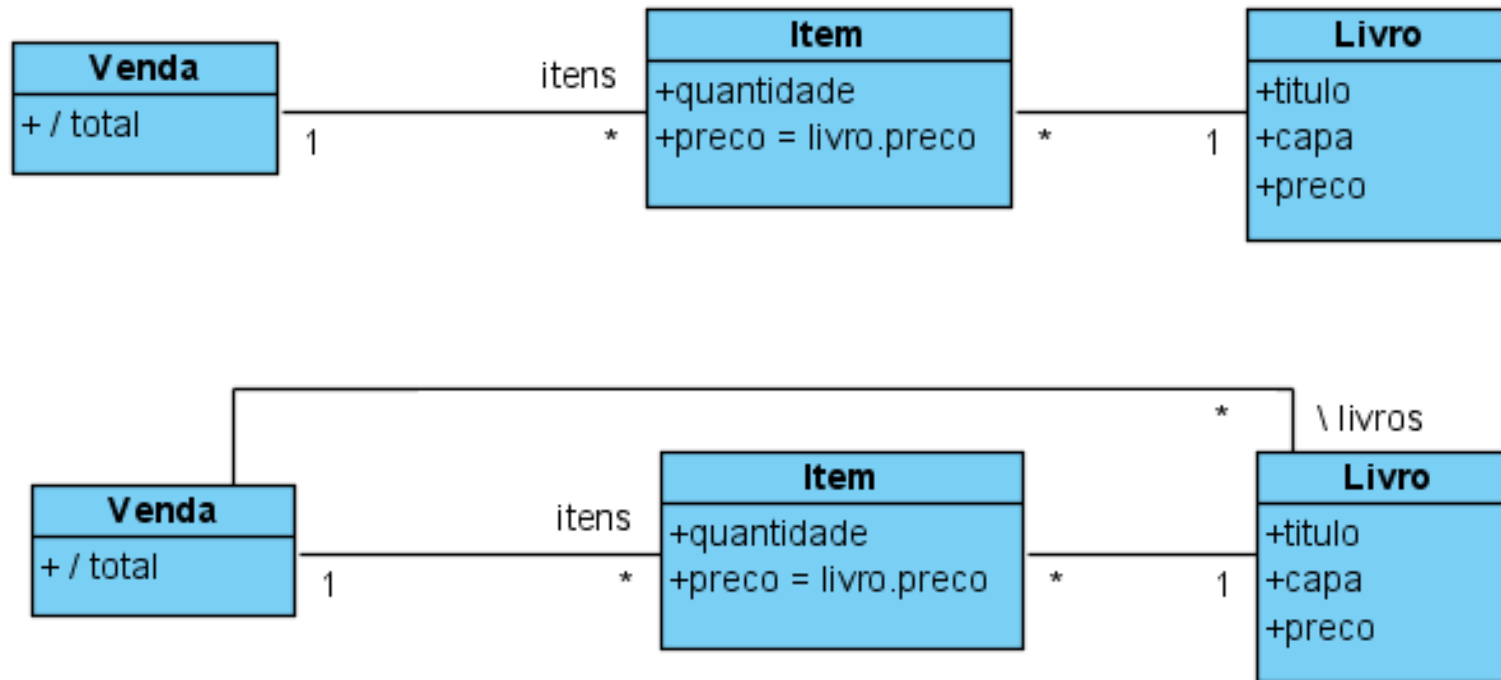 Venda
+ / total
1
itens
*
Item
+quantidade
+preco = livro.preco
*
1
Livro
+titulo
+capa
+preco
*
\ livros
Venda
+ / total
1
itens
*
Item
+quantidade
+preco = livro.preco
*
1
Livro
+titulo
+capa
+preco